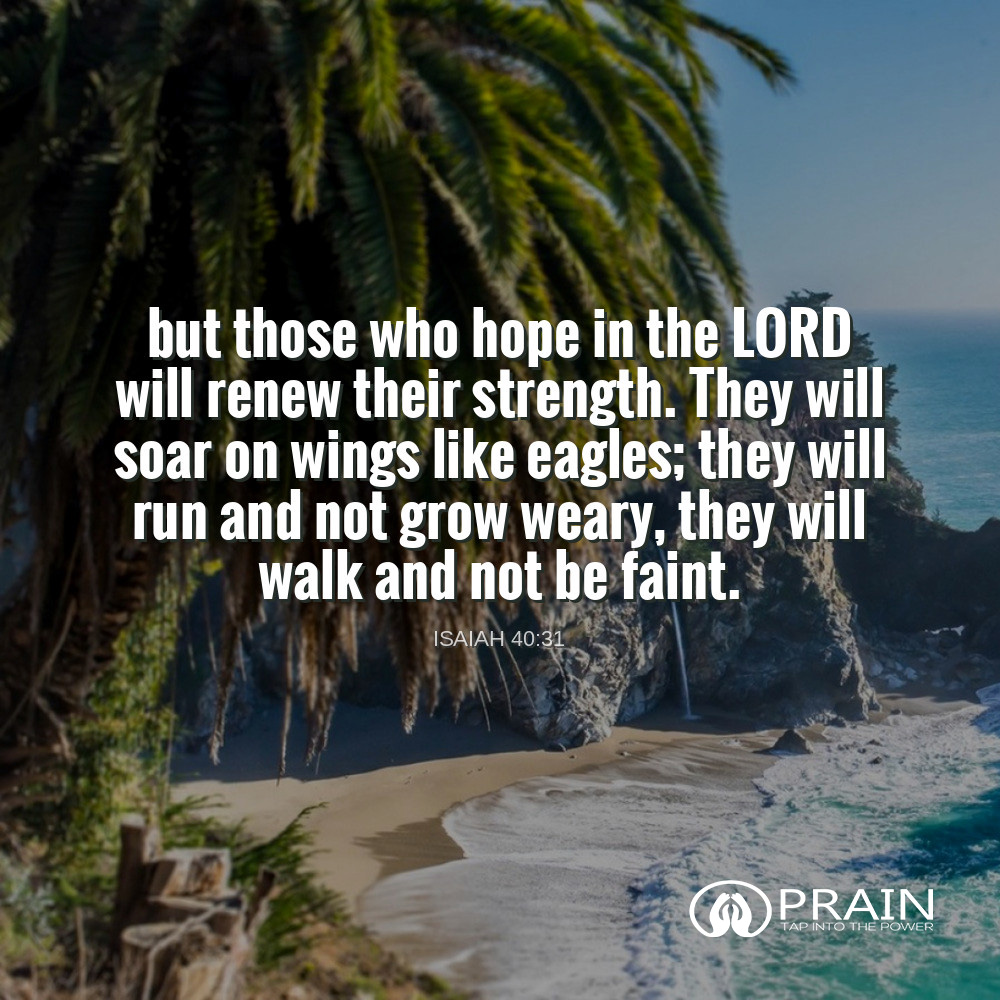 but those who hope in the LORD
will renew their strength. They will
soar on wings like eagles; they will
run and not grow weary, they will
walk and not be faint.
ISAIAH 40:31
PRAIN
TAP INTO THE POWER